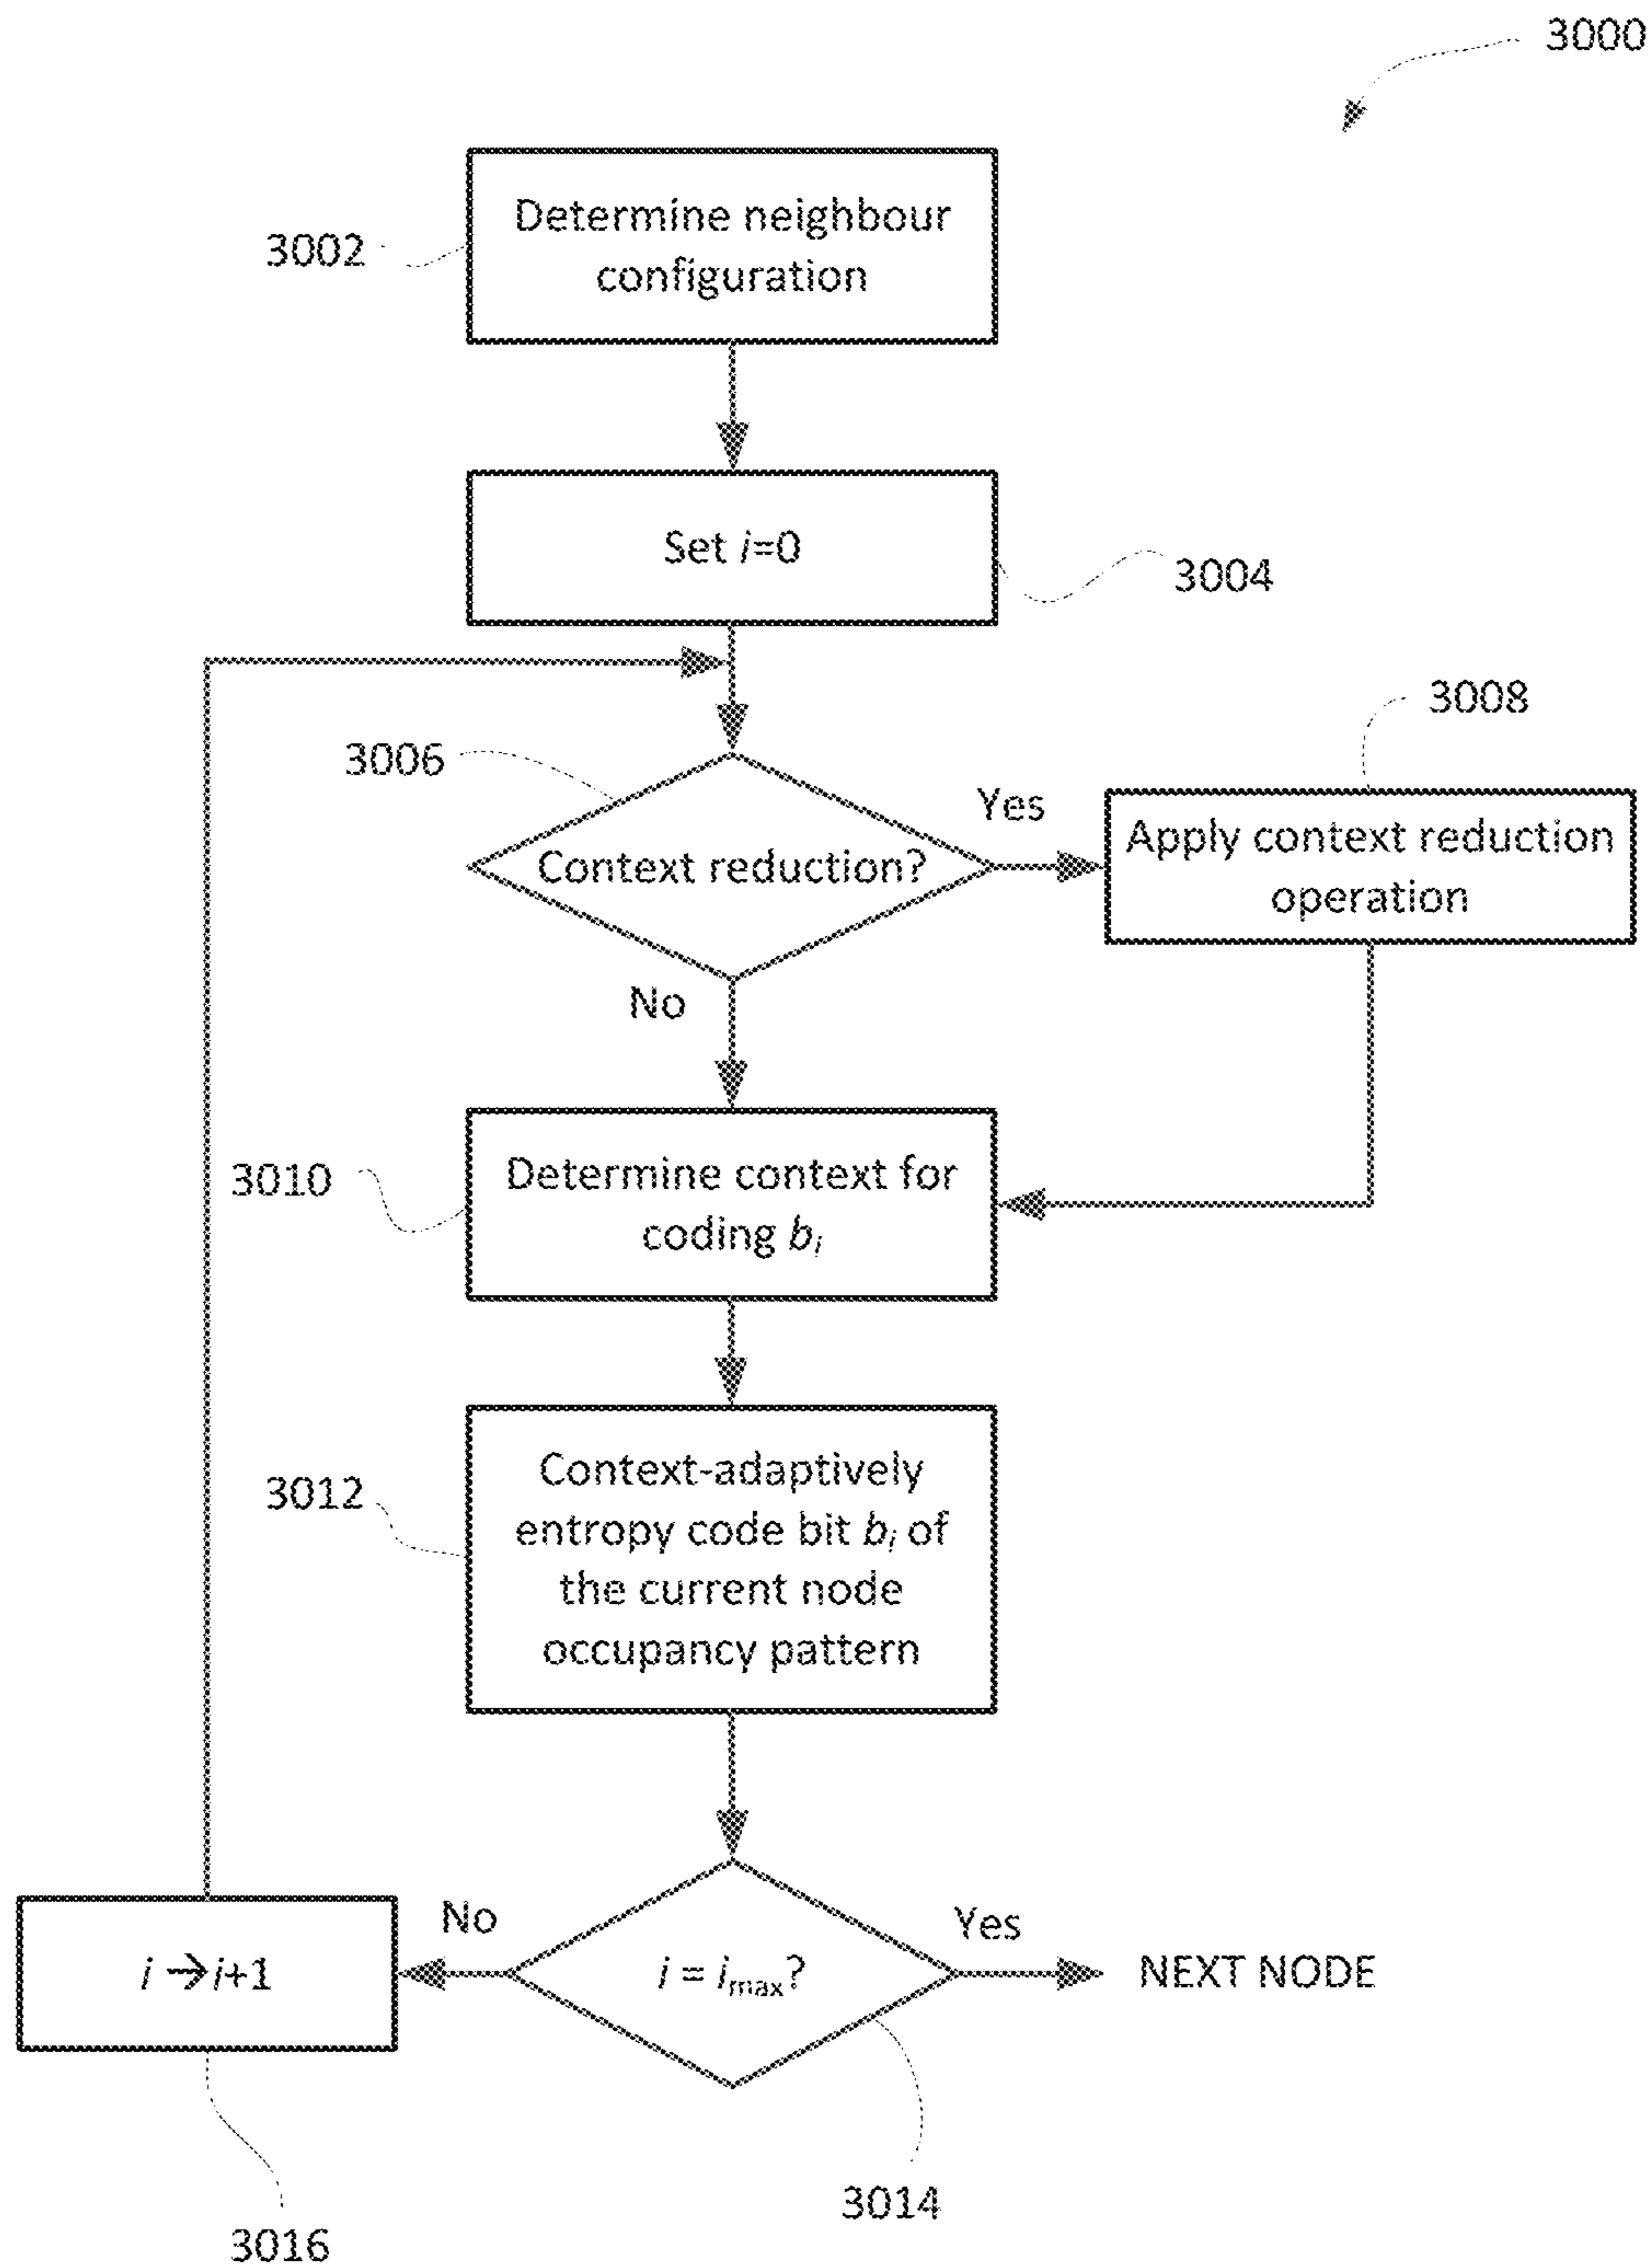 3000
Determine neighbour
configuration
3002
Set i=0
3004
3008
3006
Yes
Context reduction?
Apply context reduction
operation
No
3010
Determine context for
coding bᵢ
3012
Context-adaptively
entropy code bit bᵢ of
the current node
occupancy pattern
No
Yes
i →i+1
i = imax?
NEXT NODE
3014
3016